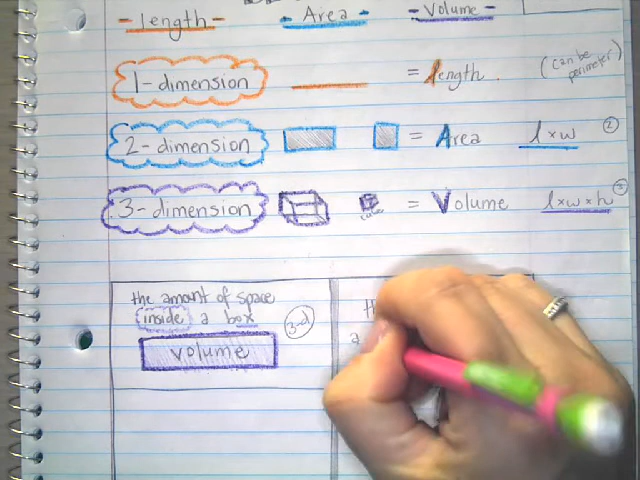 - Length - - Area - - Volume -
1-dimension = length. (can be perimeter)
2-dimension = Area l x w 2
3-dimension cube = Volume l x w x h 3
the amount of space
inside a box 3-d
volume